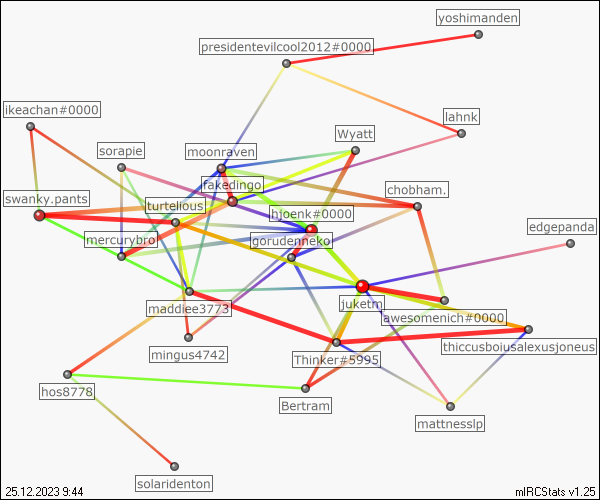 yoshimanden
presidentevilcool2012#0000
ikeachan#0000
lahnk
Wyatt
sorapie
moonraven
fakedingo
chobham.
swanky.pants
turtellous
hjoenk#0000
edgepanda
mercurybro
gorudenneko
maddiee3773
juketm
awesomenich#0000
mingus4742
Thinker#5995
thiccusboiusalexusjoneus
hos8778
Bertram
mattnesslp
solaridenton
25.12.2023 9:44
mIRCStats v1.25